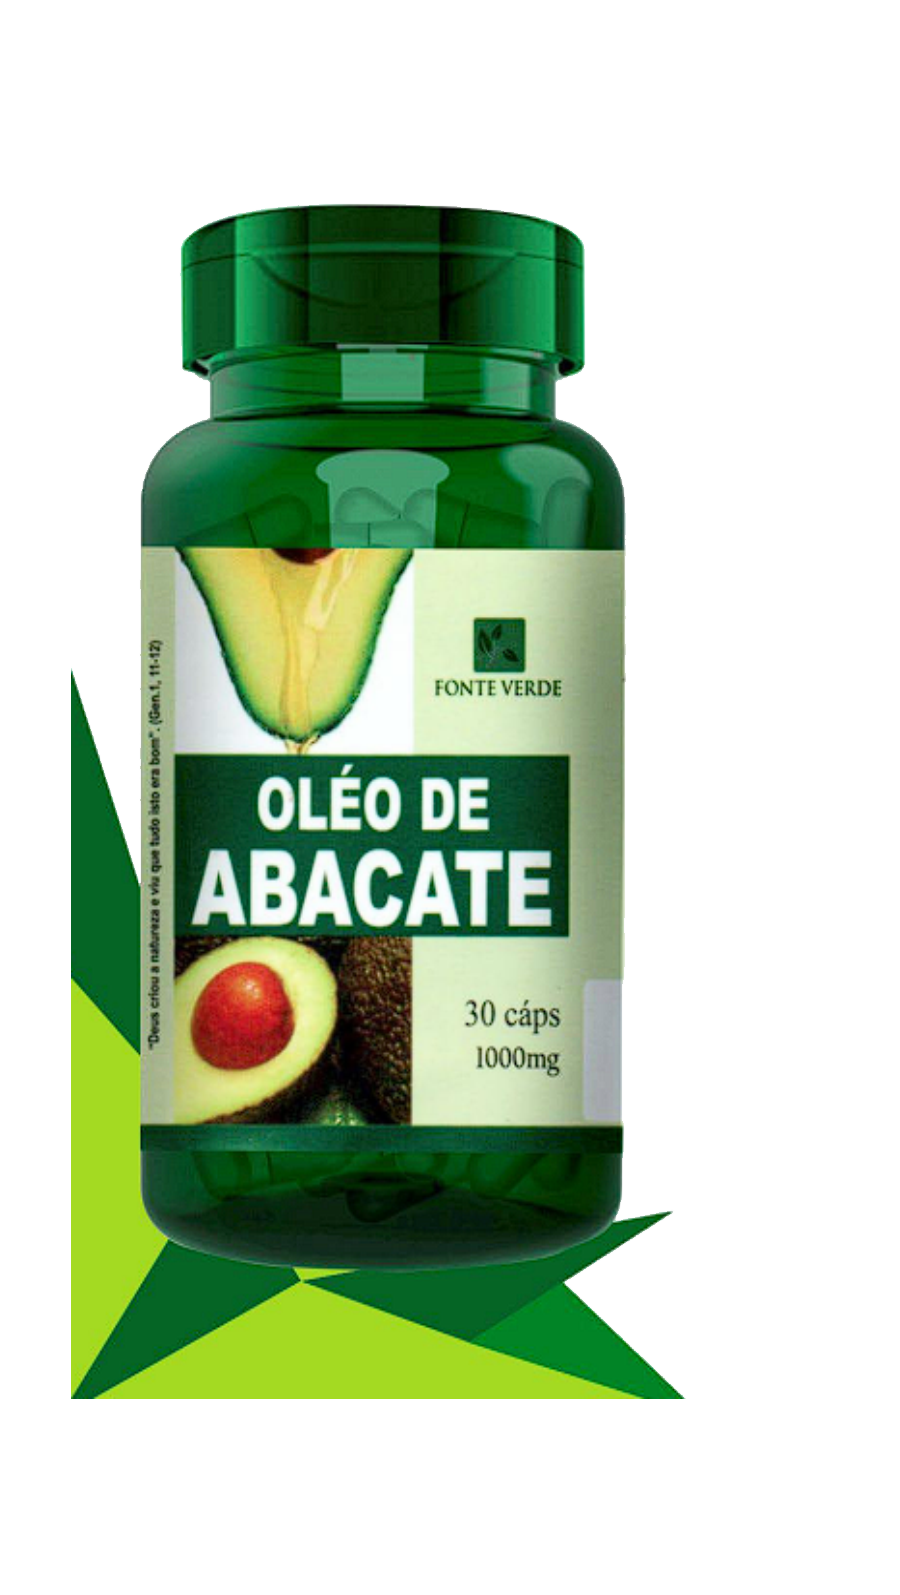 FONTE VERDE
"Deus criou a natureza e viu que tudo isto era bom". (Gen.1, 11-12)
OLÉO DE
ABACATE
30 cáps
1000mg